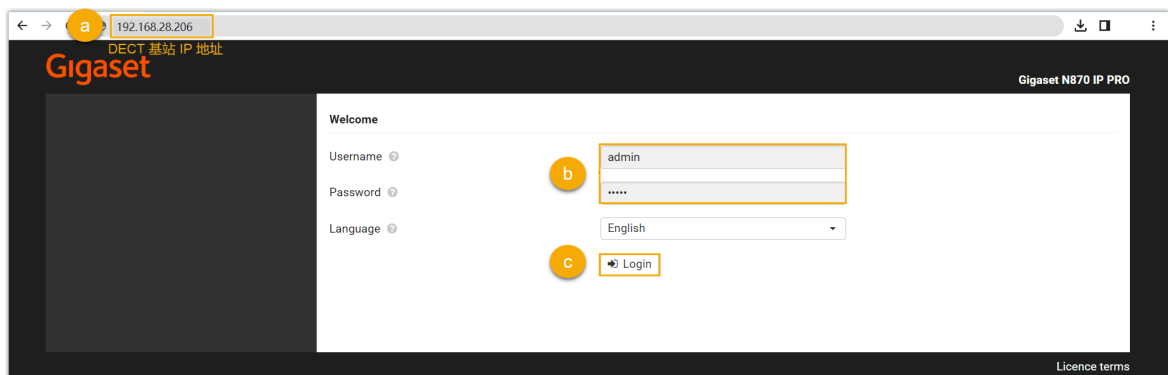 a
192.168.28.206
DECT 基站 IP 地址
Gigaset
Gigaset N870 IP PRO
Welcome
Username
admin
b
Password
•••••
Language
English
c
Login
Licence terms